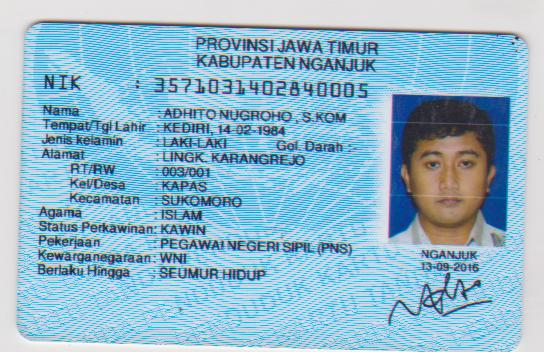 PROVINSI JAWA TIMUR
KABUPATEN NGANJUK
NIK : 3571031402840005
Nama : ADHITO NUGROHO , S.KOM
Tempat/Tgl Lahir : KEDIRI, 14-02-1984
Jenis kelamin : LAKI-LAKI Gol. Darah :-
Alamat : LINGK. KARANGREJO
RT/RW : 003/001
Kel/Desa : KAPAS
Kecamatan : SUKOMORO
Agama : ISLAM
Status Perkawinan: KAWIN
Pekerjaan : PEGAWAI NEGERI SIPIL (PNS)
Kewarganegaraan: WNI
Berlaku Hingga : SEUMUR HIDUP
NGANJUK
13-09-2016